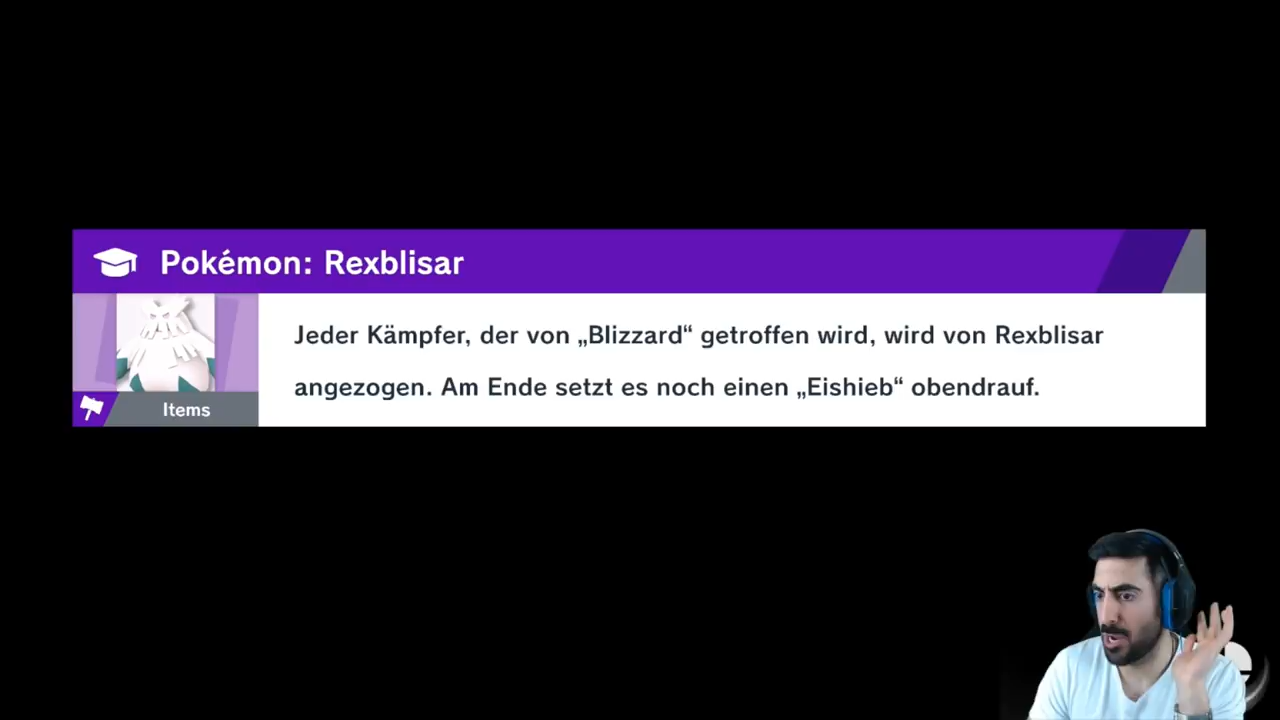 Pokémon: Rexblisar
Jeder Kämpfer, der von „Blizzard“ getroffen wird, wird von Rexblisar
angezogen. Am Ende setzt es noch einen „Eishieb“ obendrauf.
Items